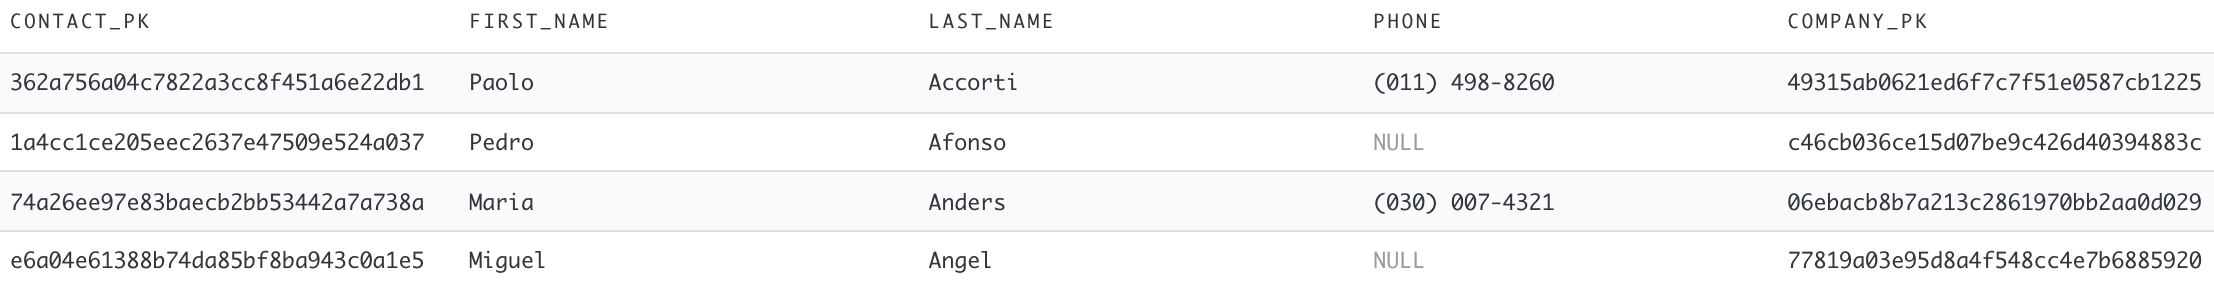 CONTACT_PK FIRST_NAME LAST_NAME PHONE COMPANY_PK
362a756a04c7822a3cc8f451a6e22db1 Paolo Accorti (011) 498-8260 49315ab0621ed6f7c7f51e0587cb1225
1a4cc1ce205eec2637e47509e524a037 Pedro Afonso NULL c46cb036ce15d07be9c426d40394883c
74a26ee97e83baecb2bb53442a7a738a Maria Anders (030) 007-4321 06ebacb8b7a213c2861970bb2aa0d029
e6a04e61388b74da85bf8ba943c0a1e5 Miguel Angel NULL 77819a03e95d8a4f548cc4e7b6885920